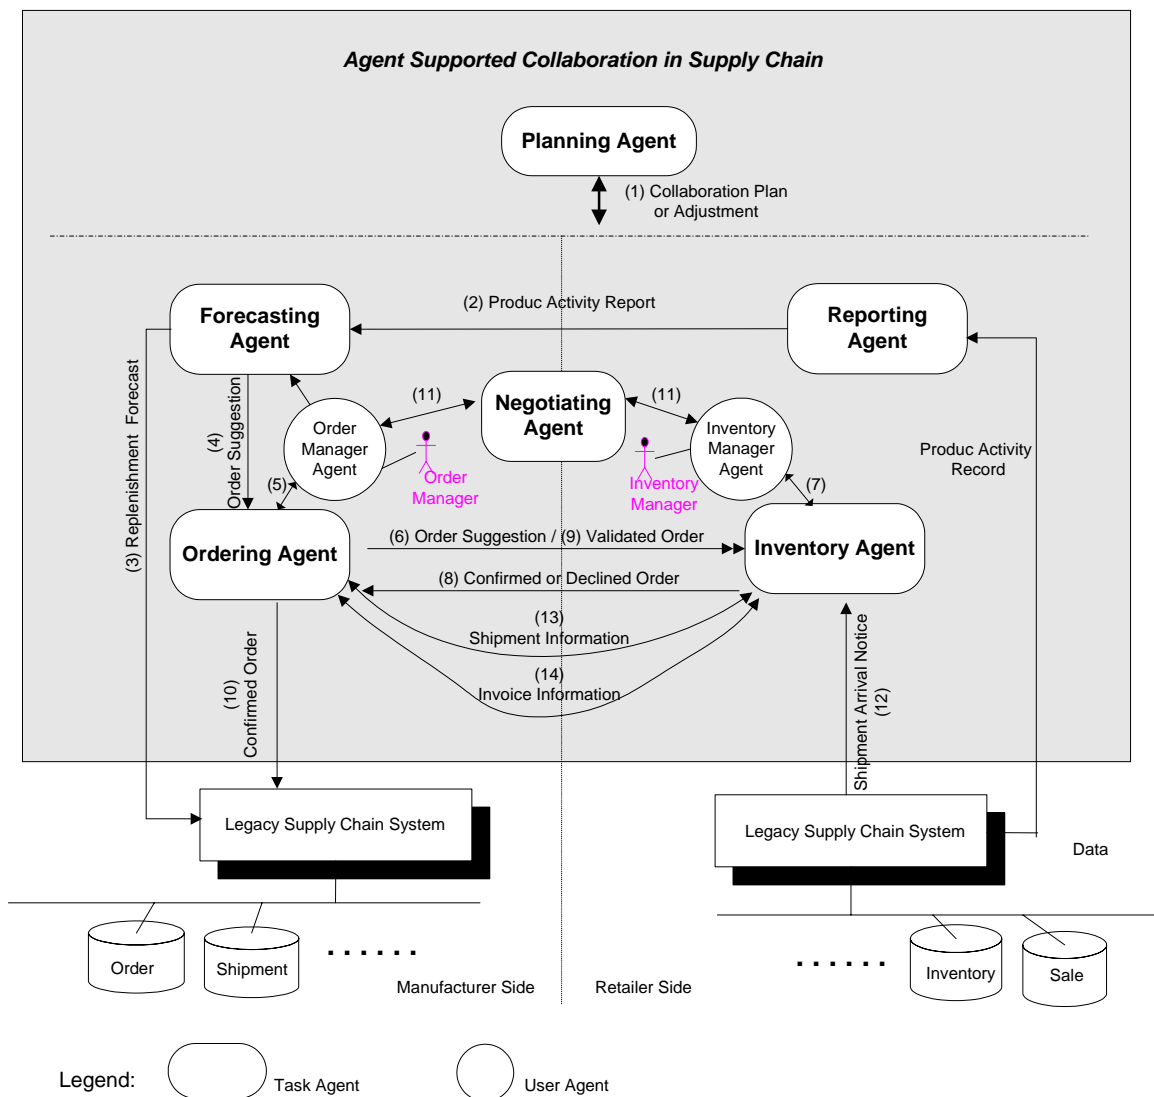 Agent Supported Collaboration in Supply Chain
Planning Agent
(1) Collaboration Plan
or Adjustment
Forecasting
Agent
(2) Produc Activity Report
Reporting
Agent
(3) Replenishment Forecast
(4)
Order Suggestion
Order
Manager
Agent
(11)
Negotiating
Agent
(11)
Inventory
Manager
Agent
Order
Manager
Inventory
Manager
Produc Activity
Record
(5)
(7)
Ordering Agent
(6) Order Suggestion / (9) Validated Order
Inventory Agent
(8) Confirmed or Declined Order
(13)
Shipment Information
(14)
Invoice Information
(10)
Confirmed Order
Shipment Arrival Notice
(12)
Legacy Supply Chain System
Legacy Supply Chain System
Data
Order
Shipment
. . . . . .
. . . . . .
Inventory
Sale
Manufacturer Side
Retailer Side
Legend:
Task Agent
User Agent